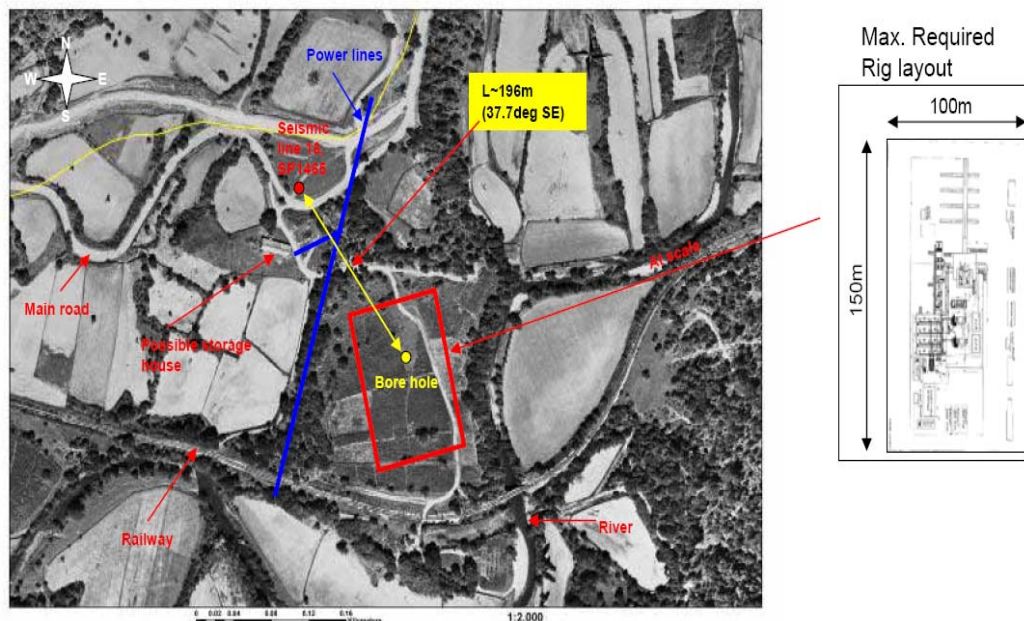 N
W E
S
Power lines
L~196m
(37.7deg SE)
Seismic
line 18,
SP1465
At scale
Main road
Possible storage
house
Bore hole
Railway
River
0 0.02 0.04 0.08 0.12 0.16
Kilometers
1:2.000
Max. Required
Rig layout
100m
150m